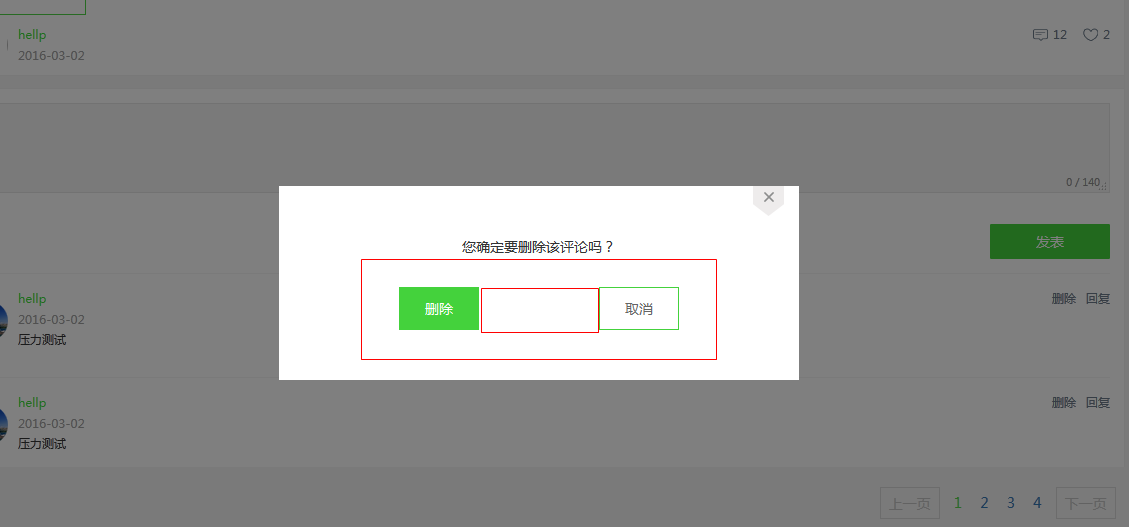 hellp
12 2
2016-03-02
0 / 140
您确定要删除该评论吗？
发表
删除 取消
hellp
删除 回复
2016-03-02
压力测试
hellp
删除 回复
2016-03-02
压力测试
上一页 1 2 3 4 下一页